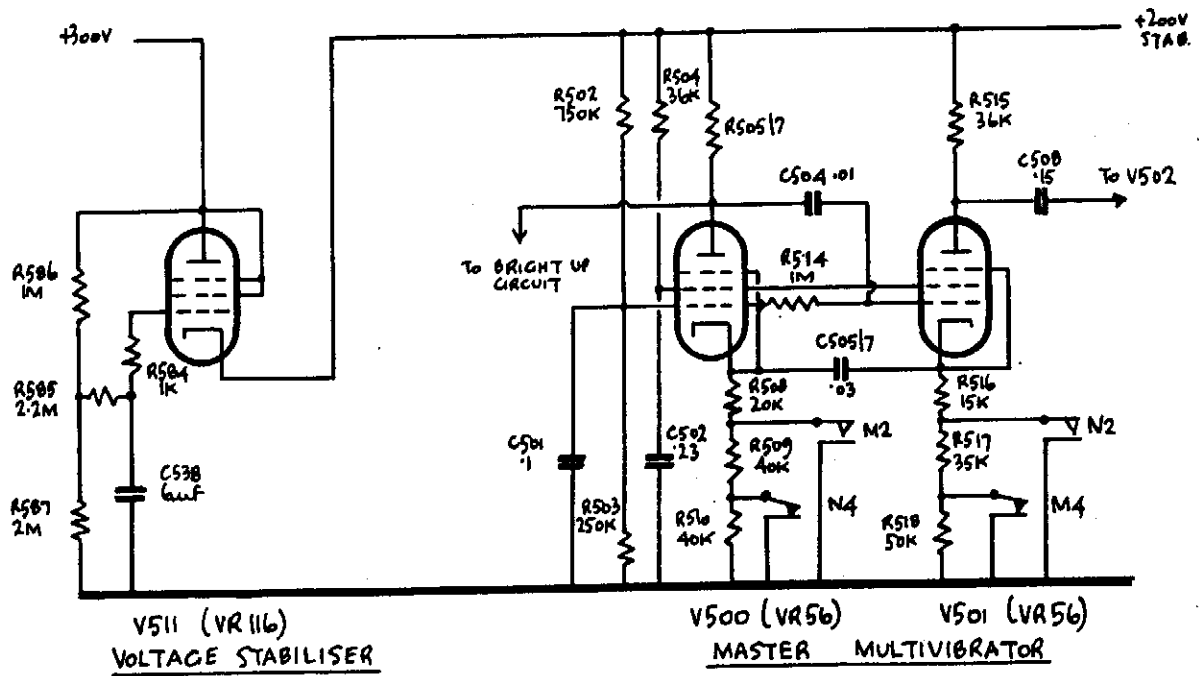 +300V
+200V
STAB.
R502
750K
R504
36K
R505/7
R515
36K
C504 .01
C508
.15
TO V502
R586
1M
TO BRIGHT UP
CIRCUIT
R514
1M
R584
1K
C505/7
.03
R585
2.2M
R508
20K
R516
15K
M2
N2
C501
.1
C502
.23
R509
40K
R517
35K
C538
6uF
R587
2M
R503
250K
R510
40K
N4
R518
50K
M4
V511 (VR116)
VOLTAGE STABILISER
V500 (VR56)
V501 (VR56)
MASTER MULTIVIBRATOR